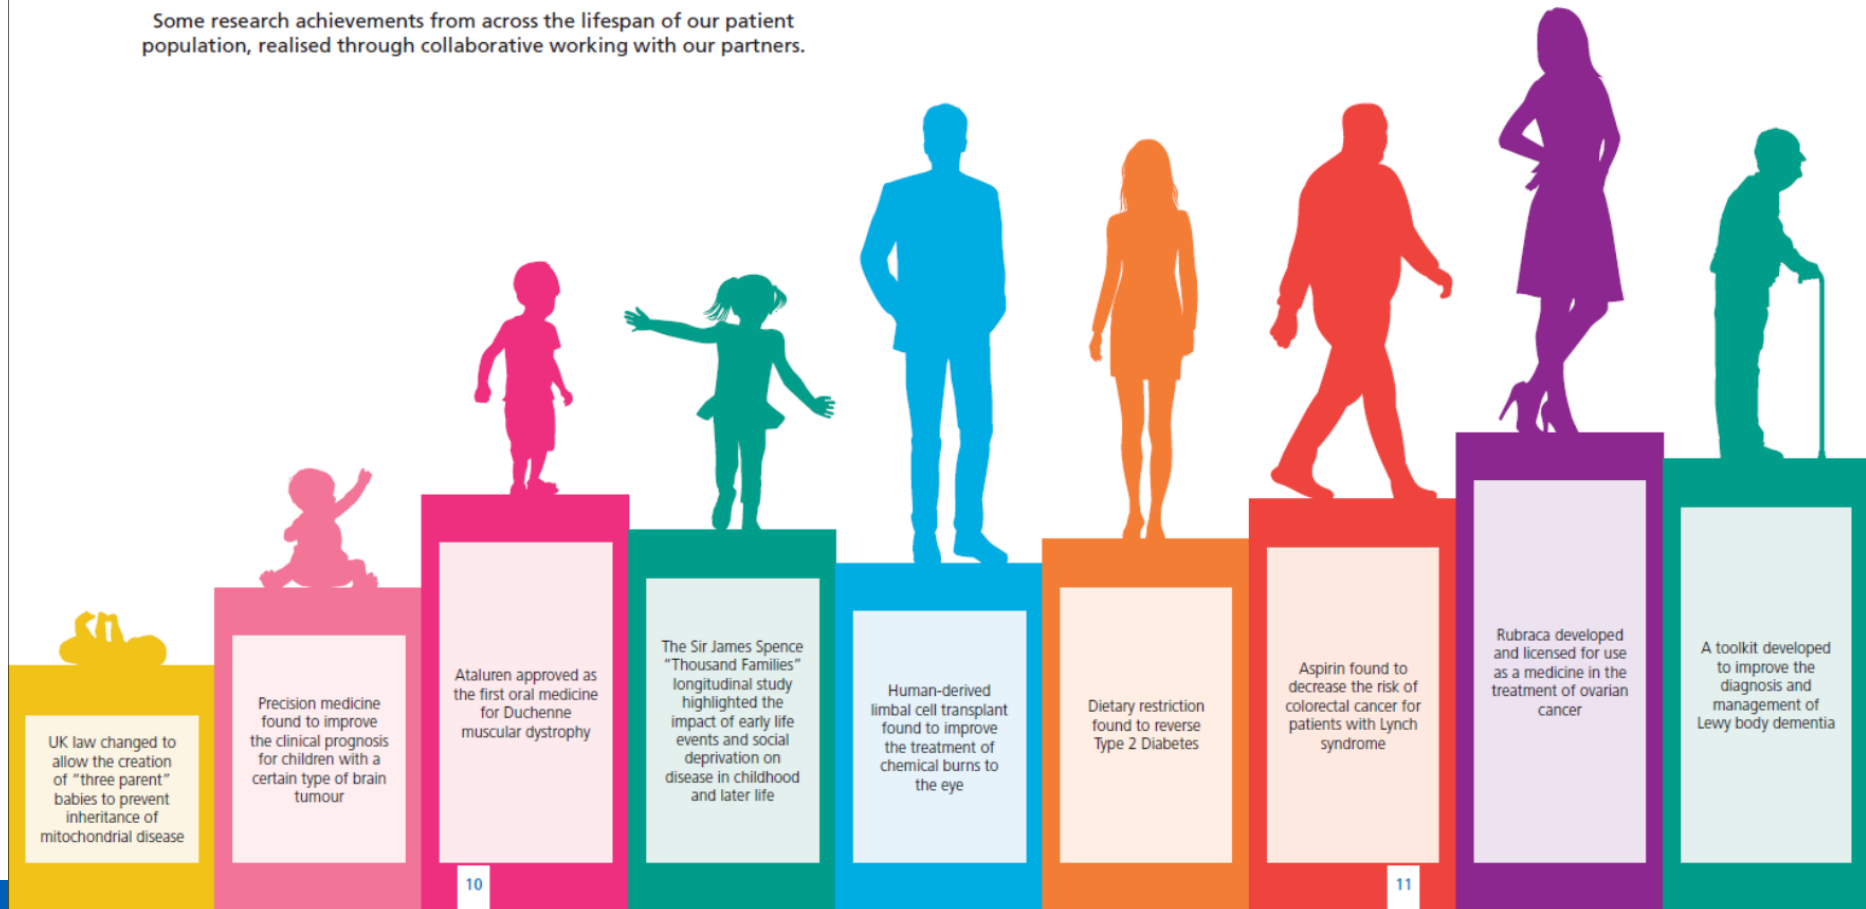 Some research achievements from across the lifespan of our patient
population, realised through collaborative working with our partners.
UK law changed to
allow the creation
of “three parent”
babies to prevent
inheritance of
mitochondrial disease
Precision medicine
found to improve
the clinical prognosis
for children with a
certain type of brain
tumour
Ataluren approved as
the first oral medicine
for Duchenne
muscular dystrophy
The Sir James Spence
“Thousand Families”
longitudinal study
highlighted the
impact of early life
events and social
deprivation on
disease in childhood
and later life
Human-derived
limbal cell transplant
found to improve
the treatment of
chemical burns to
the eye
Dietary restriction
found to reverse
Type 2 Diabetes
Aspirin found to
decrease the risk of
colorectal cancer for
patients with Lynch
syndrome
Rubraca developed
and licensed for use
as a medicine in the
treatment of ovarian
cancer
A toolkit developed
to improve the
diagnosis and
management of
Lewy body dementia
10
11